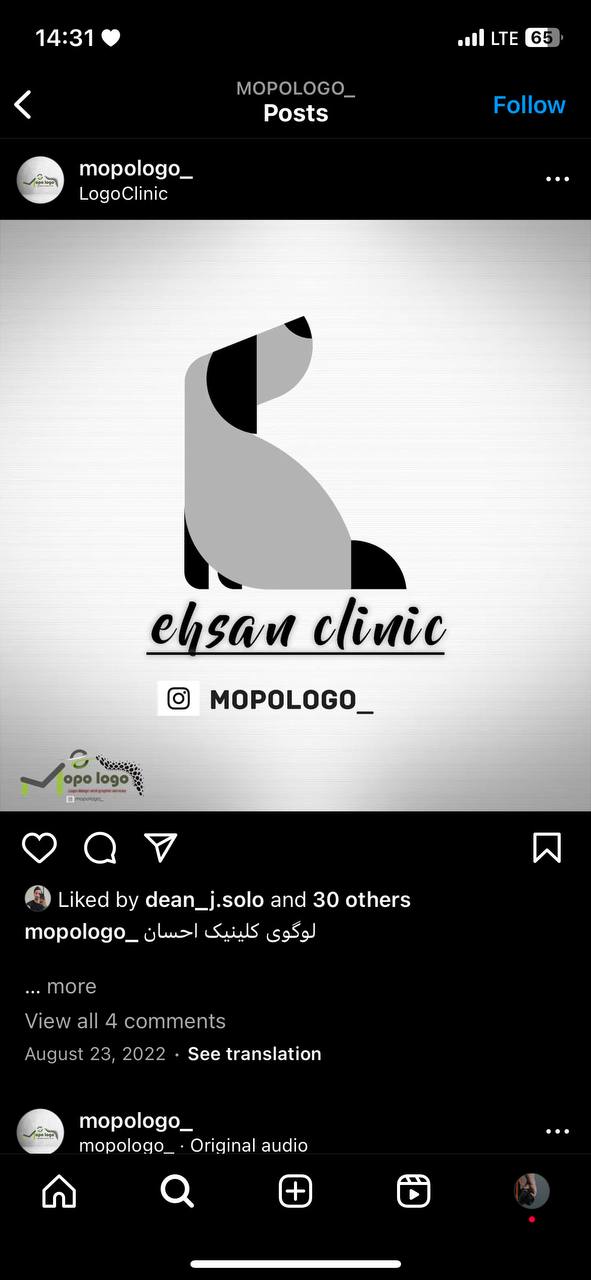 14:31
LTE 65
MOPOLOGO_
Posts
Follow
mopologo_
LogoClinic
ehsan clinic
MOPOLOGO_
opo logo
Logo design and graphic services
mopologo_
Liked by dean_j.solo and 30 others
mopologo_ لوگوی کلینیک احسان
... more
View all 4 comments
August 23, 2022 · See translation
mopologo_
mopologo_ · Original audio